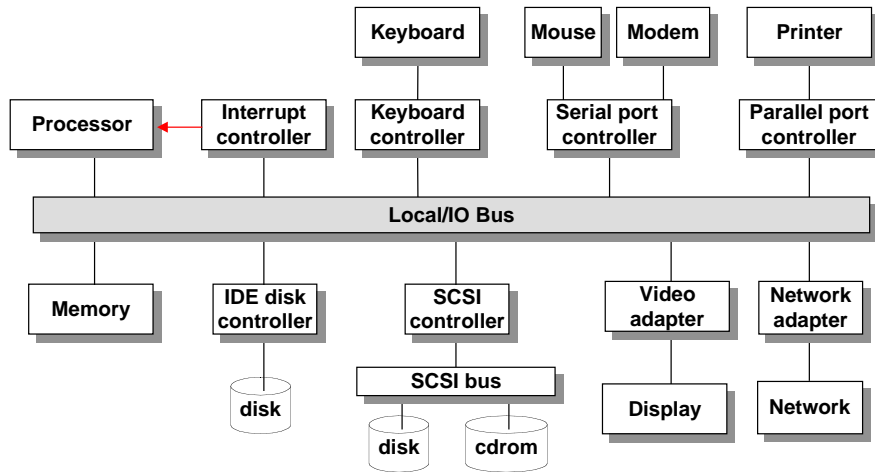 Keyboard
Mouse
Modem
Printer
Processor
Interrupt
controller
Keyboard
controller
Serial port
controller
Parallel port
controller
Local/IO Bus
Memory
IDE disk
controller
SCSI
controller
Video
adapter
Network
adapter
SCSI bus
disk
disk
cdrom
Display
Network